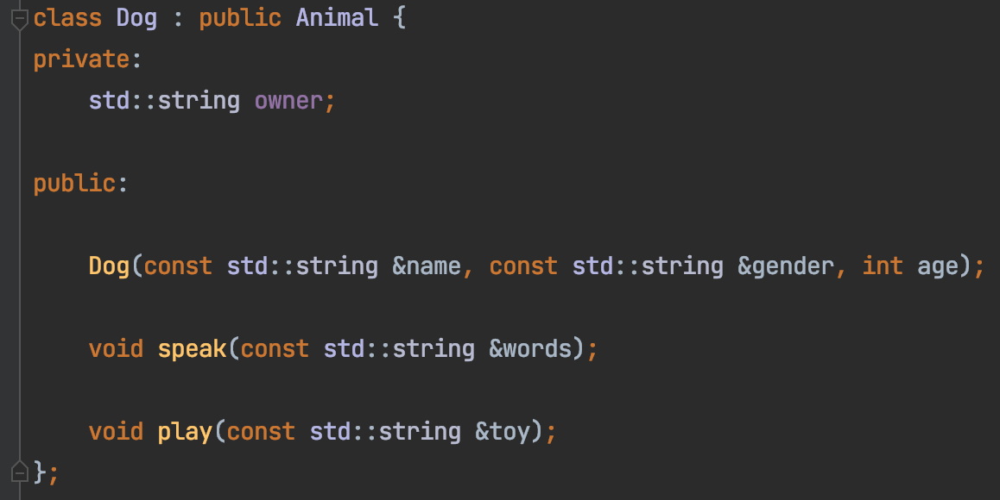 class Dog : public Animal {
private:
    std::string owner;
public:
    Dog(const std::string &name, const std::string &gender, int age);
    void speak(const std::string &words);
    void play(const std::string &toy);
};